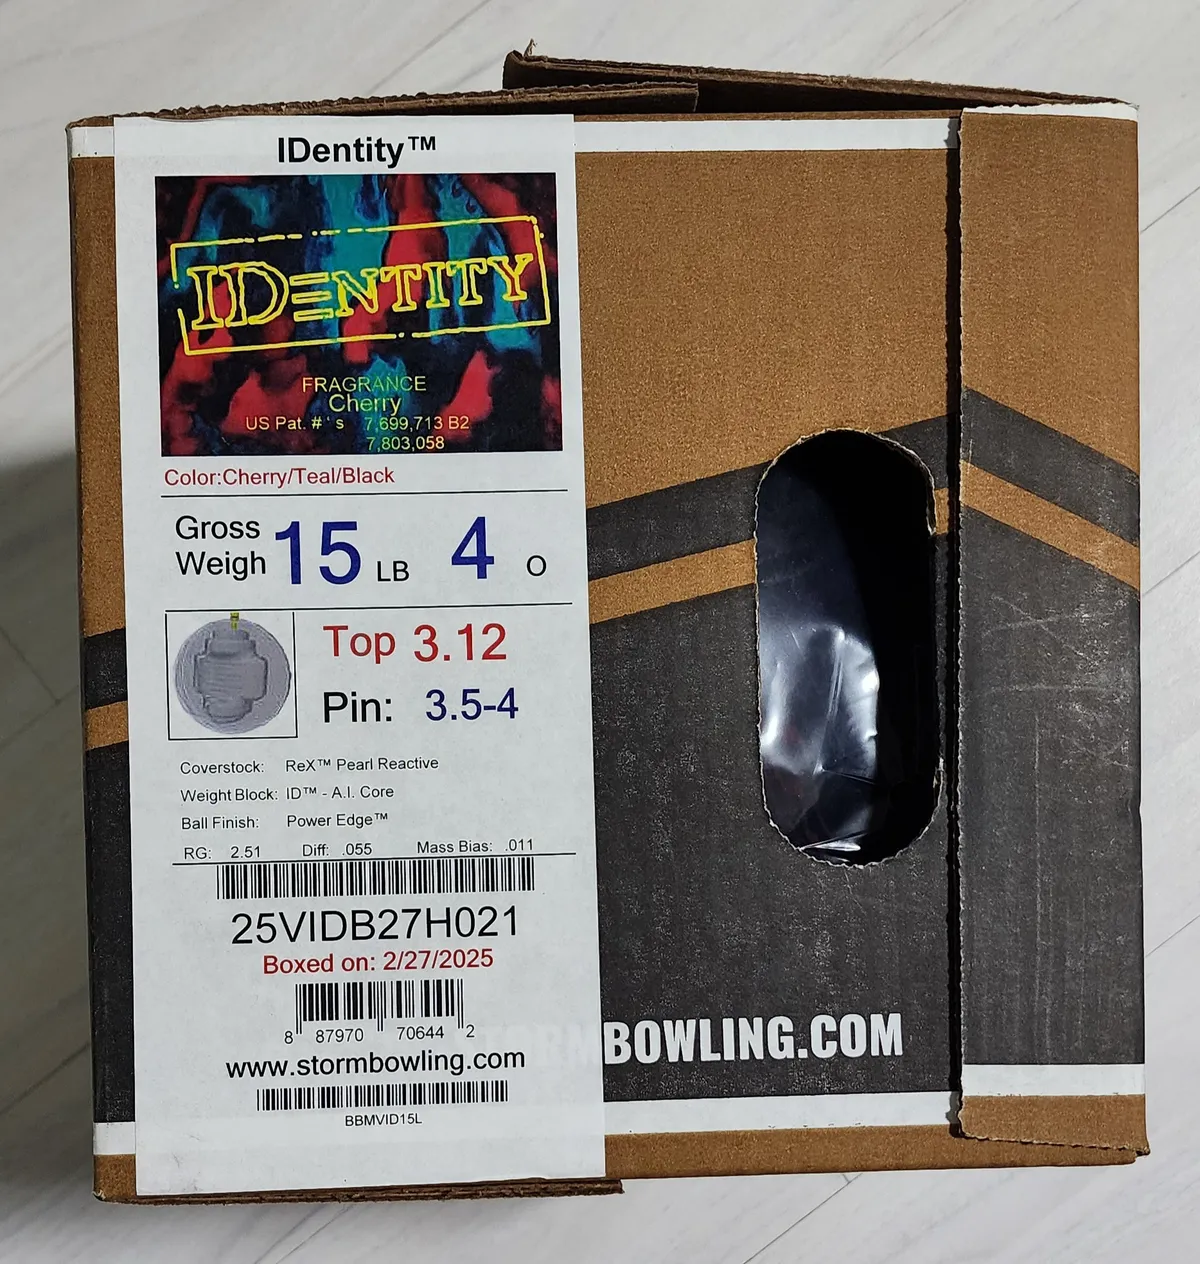 IDentity™
IDENTITY
FRAGRANCE
Cherry
US Pat. #'s 7,699,713 B2
7,803,058
Color:Cherry/Teal/Black
Gross Weigh 15 LB 4 O
Top 3.12
Pin: 3.5-4
Coverstock: ReX™ Pearl Reactive
Weight Block: ID™ - A.I. Core
Ball Finish: Power Edge™
RG: 2.51 Diff: .055 Mass Bias: .011
25VIDB27H021
Boxed on: 2/27/2025
8 87970 70644 2
STORMBOWLING.COM
www.stormbowling.com
BBMVID15L